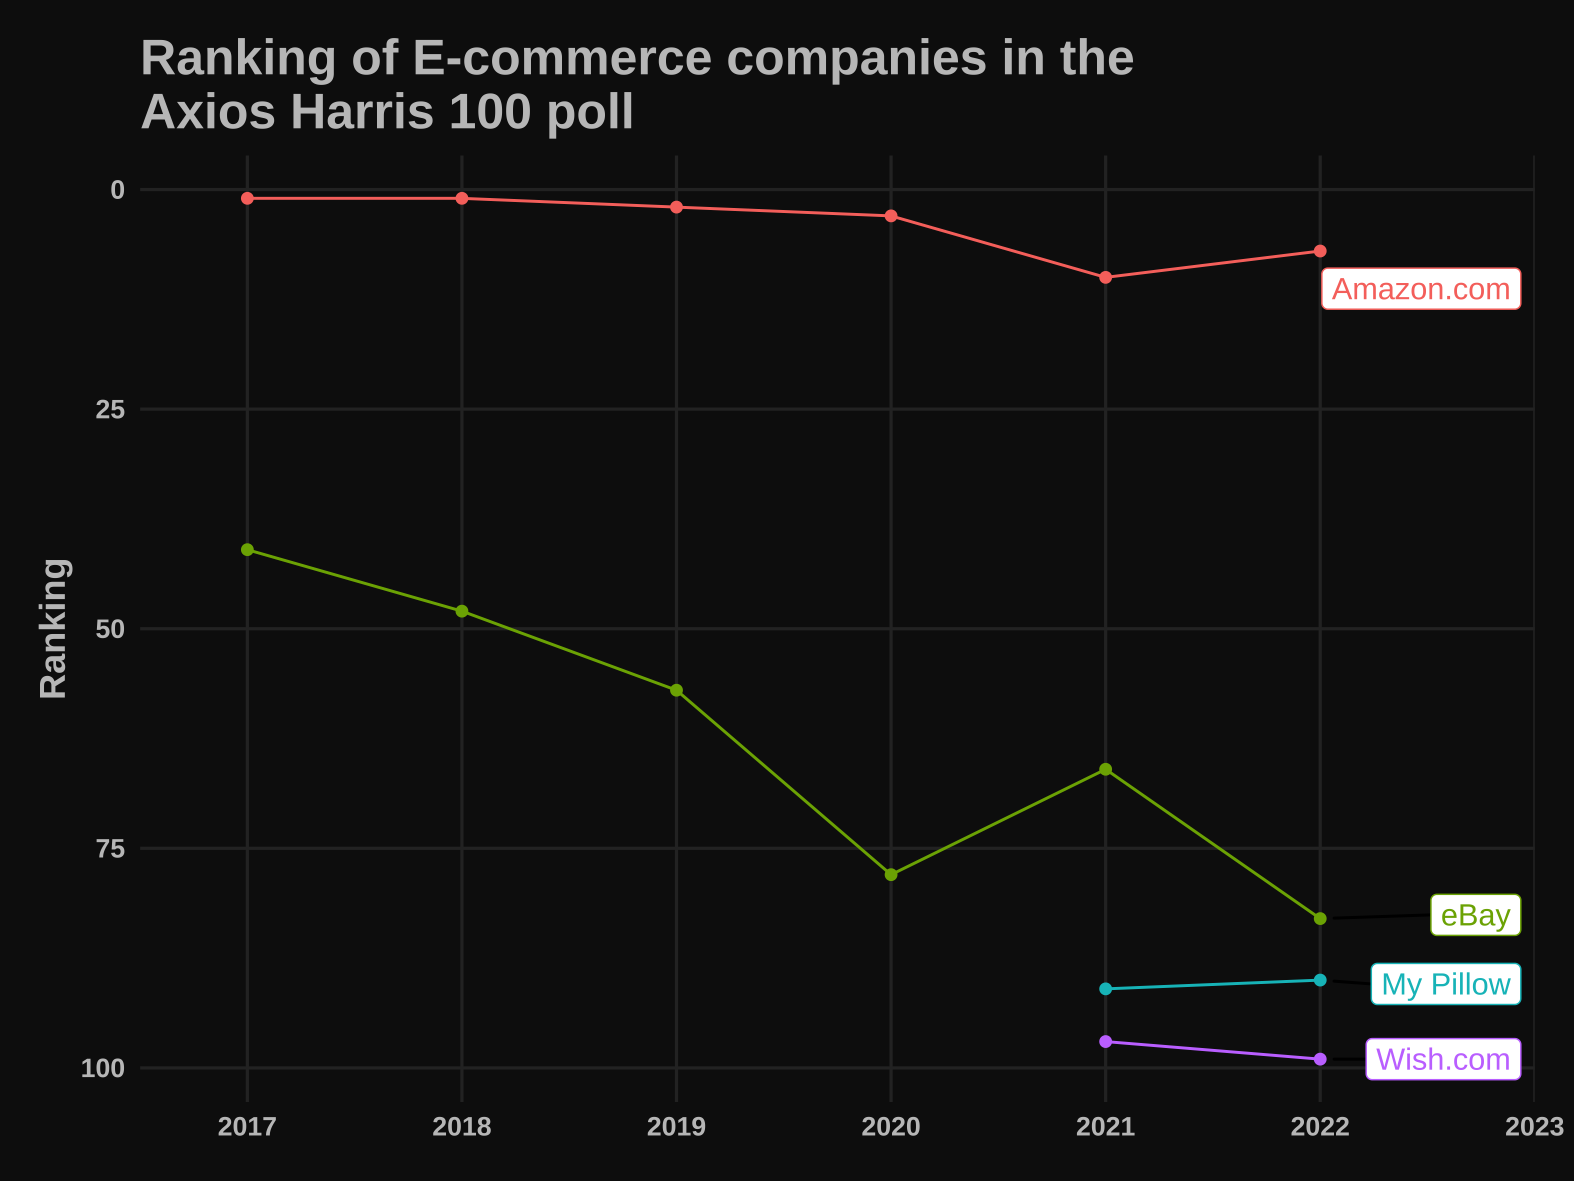 Ranking of E-commerce companies in the
Axios Harris 100 poll
Ranking
0
25
50
75
100
Amazon.com
eBay
My Pillow
Wish.com
2017 2018 2019 2020 2021 2022 2023